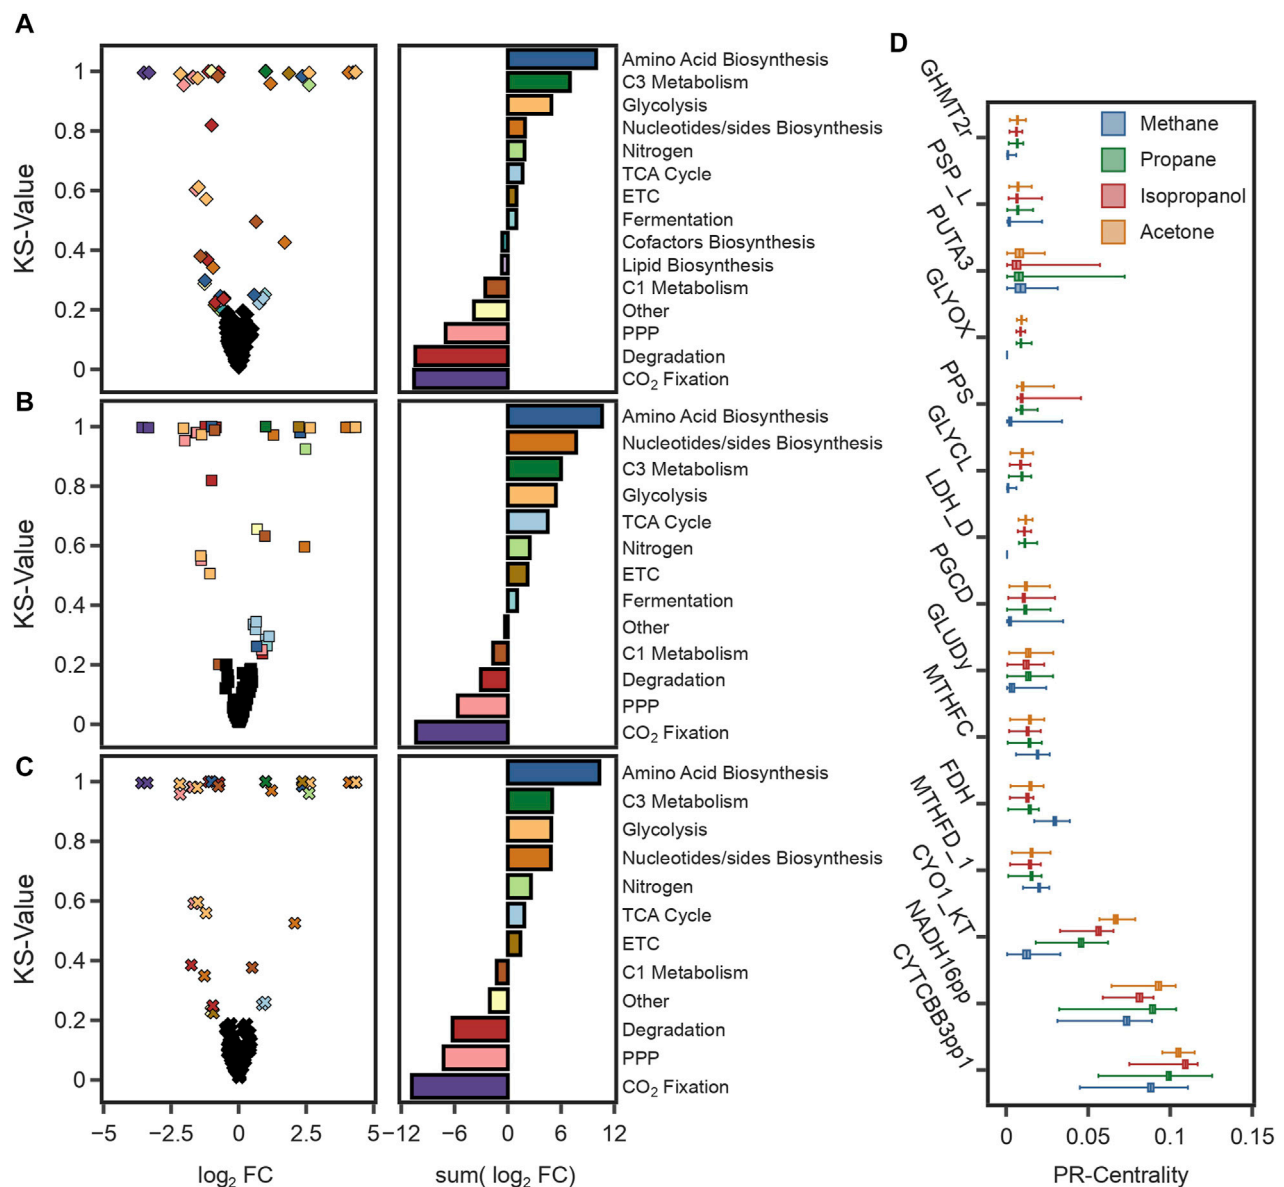 A
KS-Value
1
0.8
0.6
0.4
0.2
0
Amino Acid Biosynthesis
C3 Metabolism
Glycolysis
Nucleotides/sides Biosynthesis
Nitrogen
TCA Cycle
ETC
Fermentation
Cofactors Biosynthesis
Lipid Biosynthesis
C1 Metabolism
Other
PPP
Degradation
CO2 Fixation
B
KS-Value
1
0.8
0.6
0.4
0.2
0
Amino Acid Biosynthesis
Nucleotides/sides Biosynthesis
C3 Metabolism
Glycolysis
TCA Cycle
Nitrogen
ETC
Fermentation
Other
C1 Metabolism
Degradation
PPP
CO2 Fixation
C
KS-Value
1
0.8
0.6
0.4
0.2
0
Amino Acid Biosynthesis
C3 Metabolism
Glycolysis
Nucleotides/sides Biosynthesis
Nitrogen
TCA Cycle
ETC
C1 Metabolism
Other
Degradation
PPP
CO2 Fixation
−5 −2.5 0 2.5 5
log2 FC
−12 −6 0 6 12
sum( log2 FC)
D
Methane
Propane
Isopropanol
Acetone
GHMT2r
PSP_L
PUTA3
GLYOX
PPS
GLYCL
LDH_D
PGCD
GLUDy
MTHFC
FDH
MTHFD_1
CYO1_KT
NADH16pp
CYTCBB3pp1
0 0.05 0.1 0.15
PR-Centrality